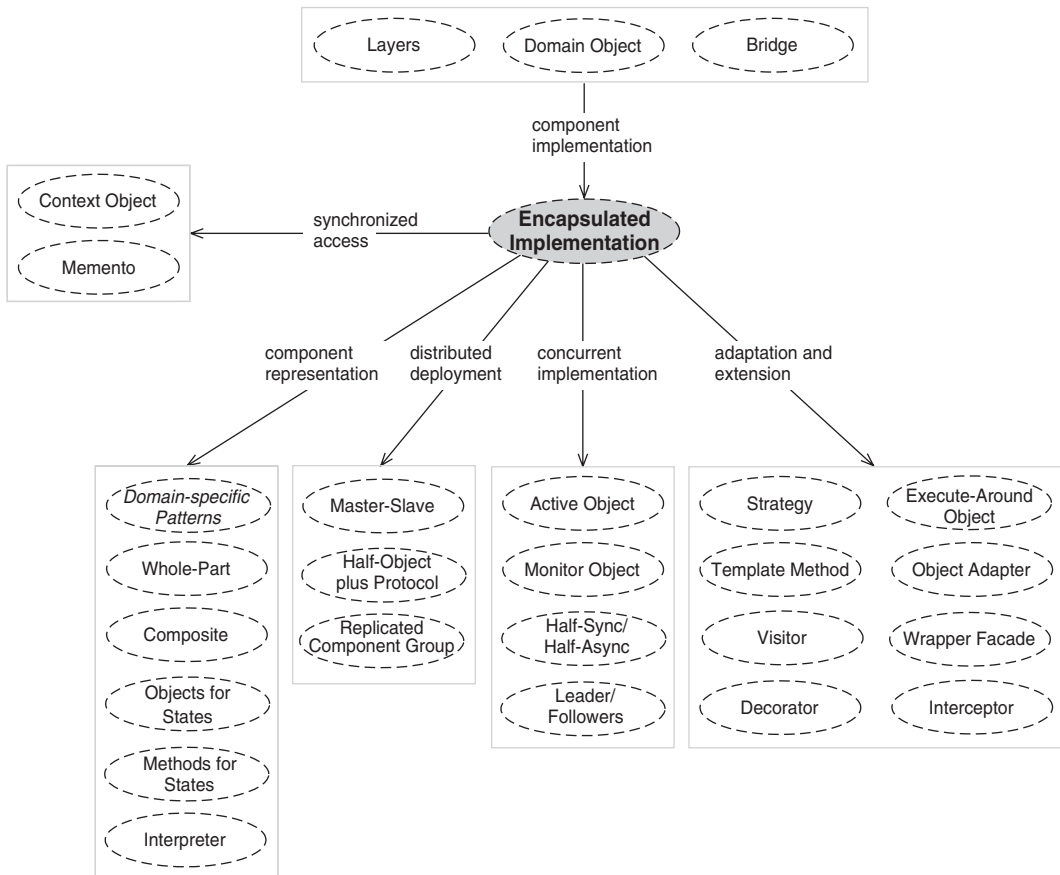 Layers
Domain Object
Bridge
component
implementation
Context Object
Memento
synchronized
access
Encapsulated
Implementation
component
representation
distributed
deployment
concurrent
implementation
adaptation and
extension
Domain-specific
Patterns
Whole-Part
Composite
Objects for
States
Methods for
States
Interpreter
Master-Slave
Half-Object
plus Protocol
Replicated
Component Group
Active Object
Monitor Object
Half-Sync/
Half-Async
Leader/
Followers
Strategy
Execute-Around
Object
Template Method
Object Adapter
Visitor
Wrapper Facade
Decorator
Interceptor